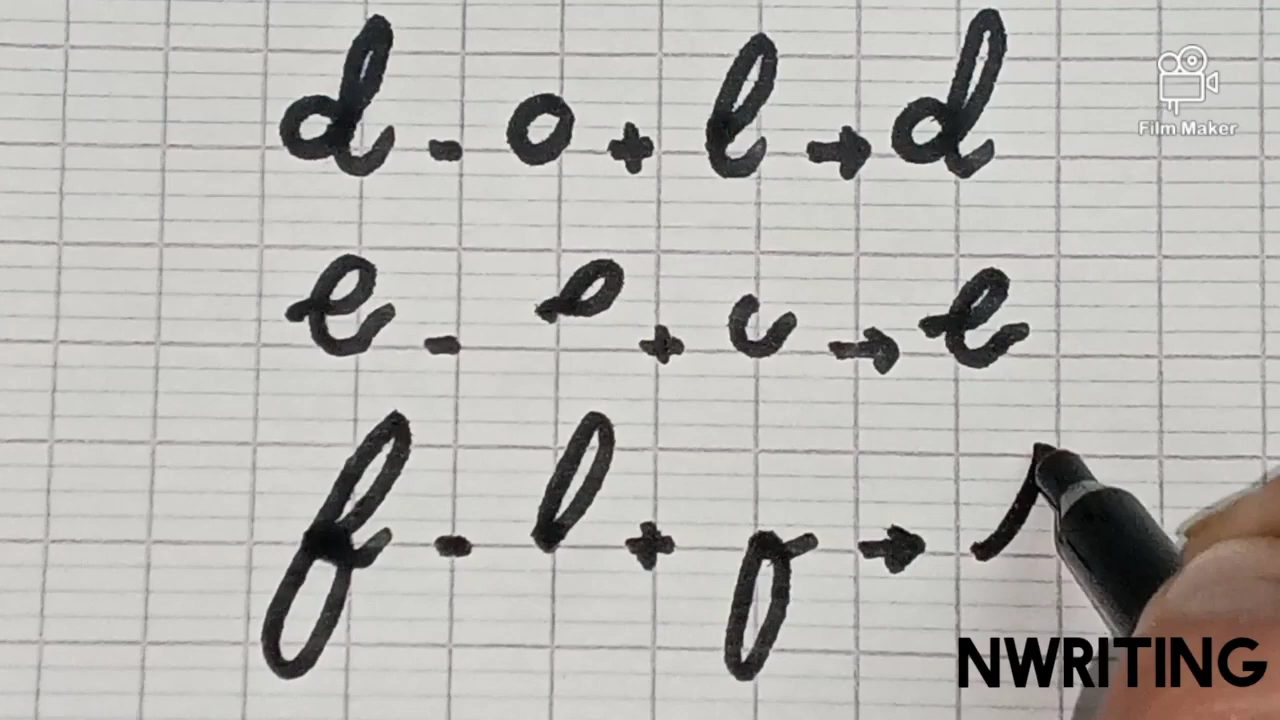 d - o + l → d
Film Maker
e - e + c → e
f - l + → 
NWRITING